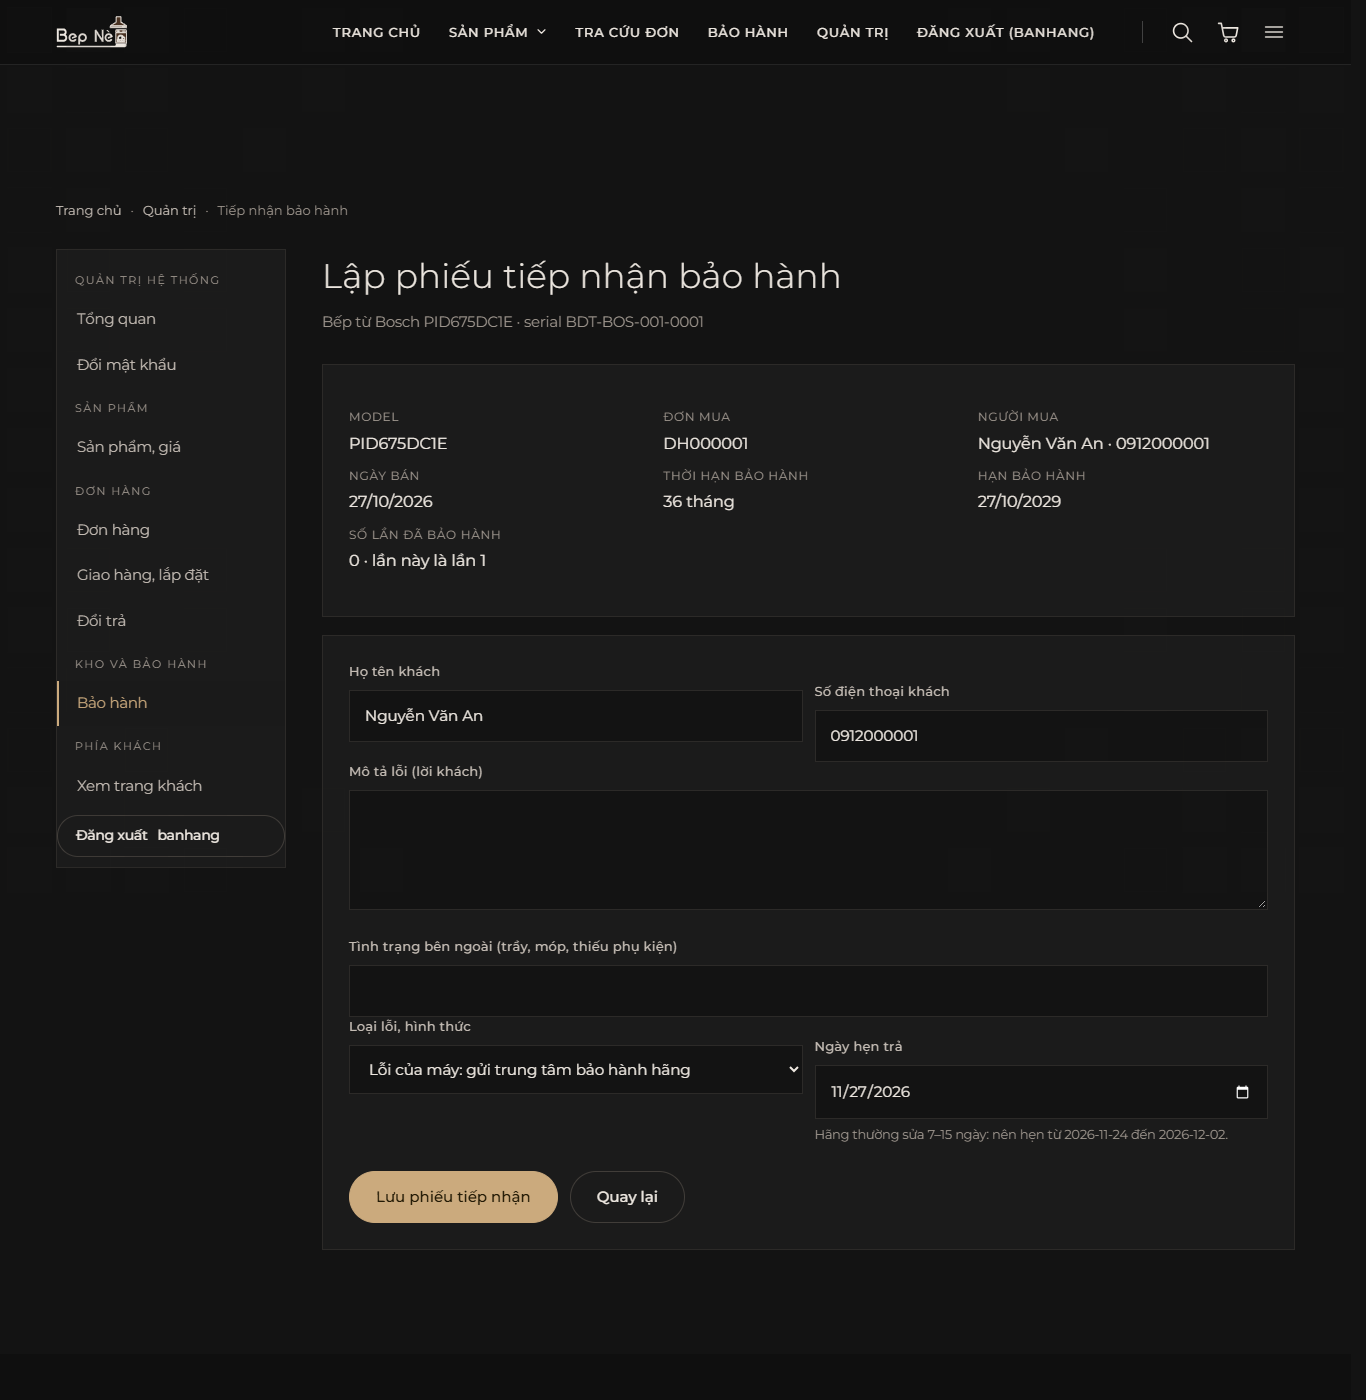 Bep Nè
TRANG CHỦ SẢN PHẨM TRA CỨU ĐƠN BẢO HÀNH QUẢN TRỊ ĐĂNG XUẤT (BANHANG)
Trang chủ · Quản trị · Tiếp nhận bảo hành
QUẢN TRỊ HỆ THỐNG
Tổng quan
Đổi mật khẩu
SẢN PHẨM
Sản phẩm, giá
ĐƠN HÀNG
Đơn hàng
Giao hàng, lắp đặt
Đổi trả
KHO VÀ BẢO HÀNH
Bảo hành
PHÍA KHÁCH
Xem trang khách
Đăng xuất banhang
Lập phiếu tiếp nhận bảo hành
Bếp từ Bosch PID675DC1E · serial BDT-BOS-001-0001
MODEL ĐƠN MUA NGƯỜI MUA
PID675DC1E DH000001 Nguyễn Văn An · 0912000001
NGÀY BÁN THỜI HẠN BẢO HÀNH HẠN BẢO HÀNH
27/10/2026 36 tháng 27/10/2029
SỐ LẦN ĐÃ BẢO HÀNH
0 · lần này là lần 1
Họ tên khách
Nguyễn Văn An
Số điện thoại khách
0912000001
Mô tả lỗi (lời khách)
Tình trạng bên ngoài (trầy, móp, thiếu phụ kiện)
Loại lỗi, hình thức
Lỗi của máy: gửi trung tâm bảo hành hãng
Ngày hẹn trả
11/27/2026
Hãng thường sửa 7–15 ngày: nên hẹn từ 2026-11-24 đến 2026-12-02.
Lưu phiếu tiếp nhận Quay lại